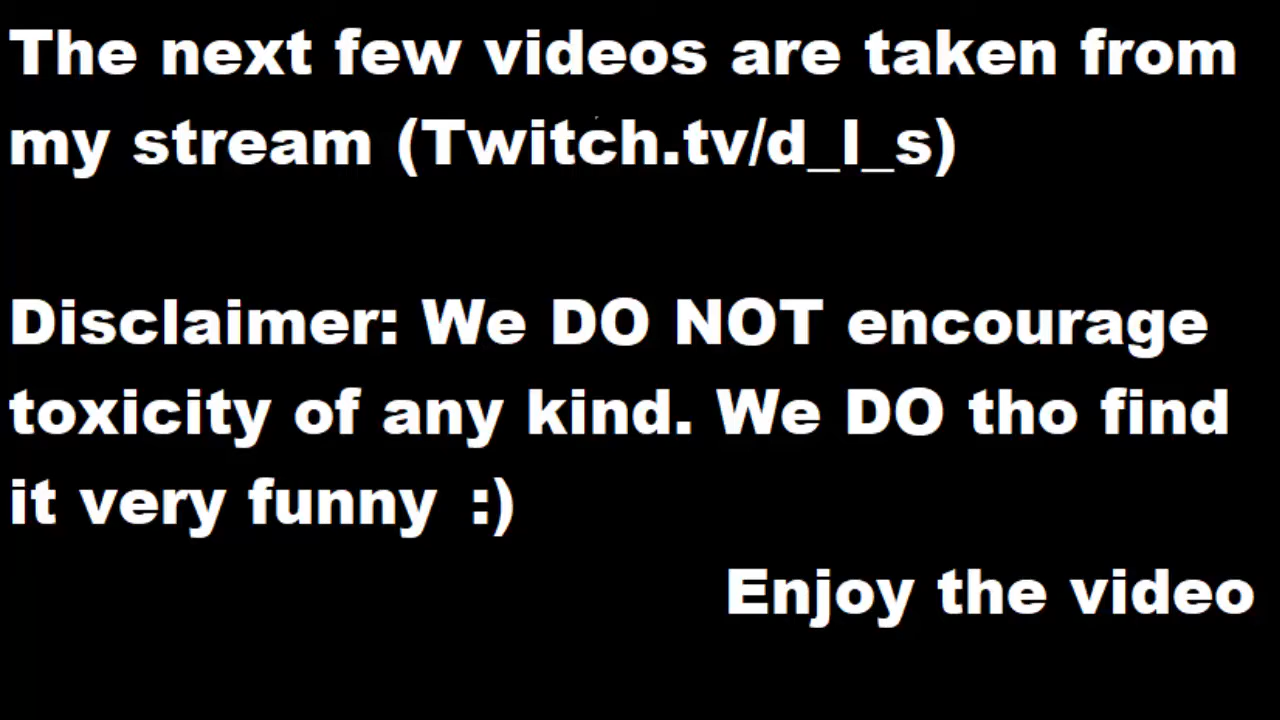 The next few videos are taken from
my stream (Twitch.tv/d_l_s)
Disclaimer: We DO NOT encourage
toxicity of any kind. We DO tho find
it very funny :)
Enjoy the video